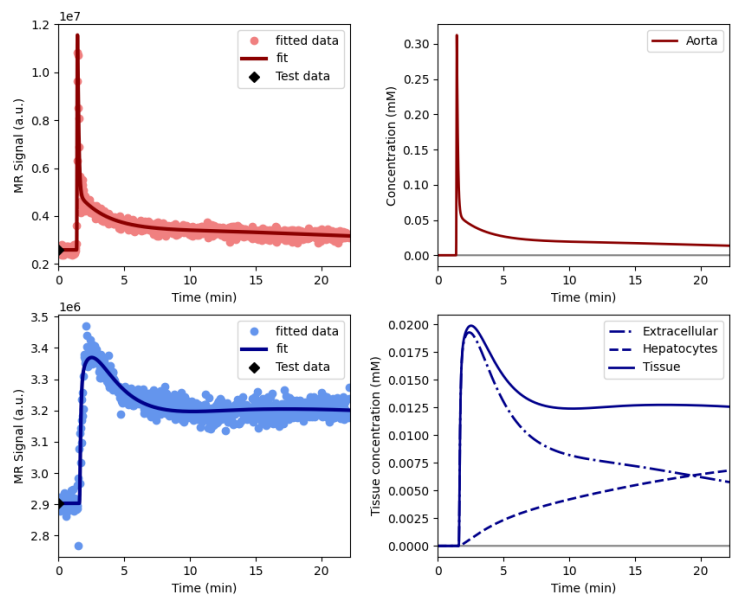 1e7
1.2
1.0
0.8
0.6
0.4
0.2
MR Signal (a.u.)
fitted data
fit
Test data
0
5
10
15
20
Time (min)
0.30
0.25
0.20
0.15
0.10
0.05
0.00
Concentration (mM)
Aorta
0
5
10
15
20
Time (min)
1e6
3.5
3.4
3.3
3.2
3.1
3.0
2.9
2.8
MR Signal (a.u.)
fitted data
fit
Test data
0
5
10
15
20
Time (min)
0.0200
0.0175
0.0150
0.0125
0.0100
0.0075
0.0050
0.0025
0.0000
Tissue concentration (mM)
Extracellular
Hepatocytes
Tissue
0
5
10
15
20
Time (min)